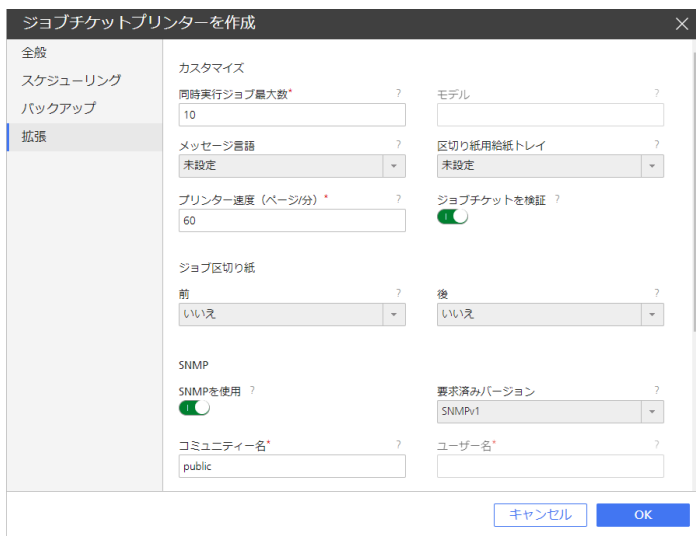 ジョブチケットプリンターを作成
全般
スケジューリング
バックアップ
拡張
カスタマイズ
同時実行ジョブ最大数* ?
モデル ?
10
メッセージ言語 ?
区切り紙用給紙トレイ ?
未設定
未設定
プリンター速度（ページ/分）* ?
ジョブチケットを検証 ?
60
ジョブ区切り紙
前 ?
後 ?
いいえ
いいえ
SNMP
SNMPを使用 ?
要求済みバージョン ?
SNMPv1
コミュニティー名* ?
ユーザー名* ?
public
キャンセル
OK